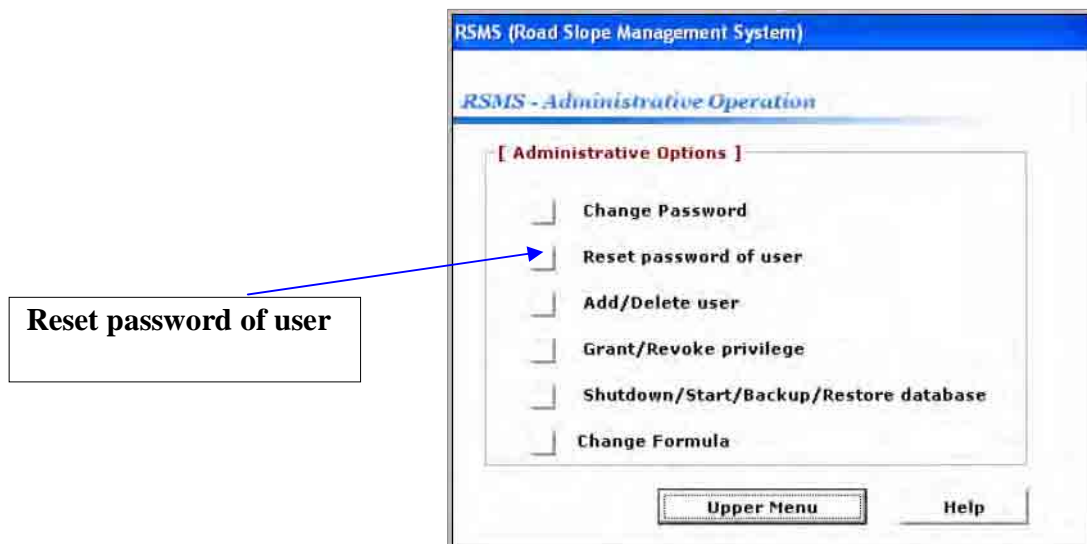 RSMS (Road Slope Management System)
RSMS - Administrative Operation
[ Administrative Options ]
Change Password
Reset password of user
Add/Delete user
Grant/Revoke privilege
Shutdown/Start/Backup/Restore database
Change Formula
Upper Menu
Help
Reset password of user